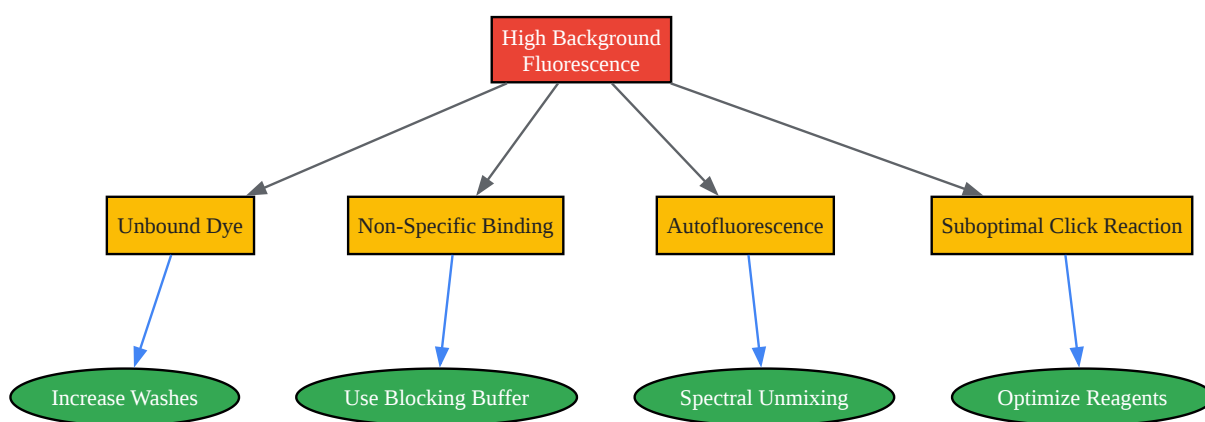 High Background
Fluorescence
Unbound Dye
Non-Specific Binding
Autofluorescence
Suboptimal Click Reaction
Increase Washes
Use Blocking Buffer
Spectral Unmixing
Optimize Reagents